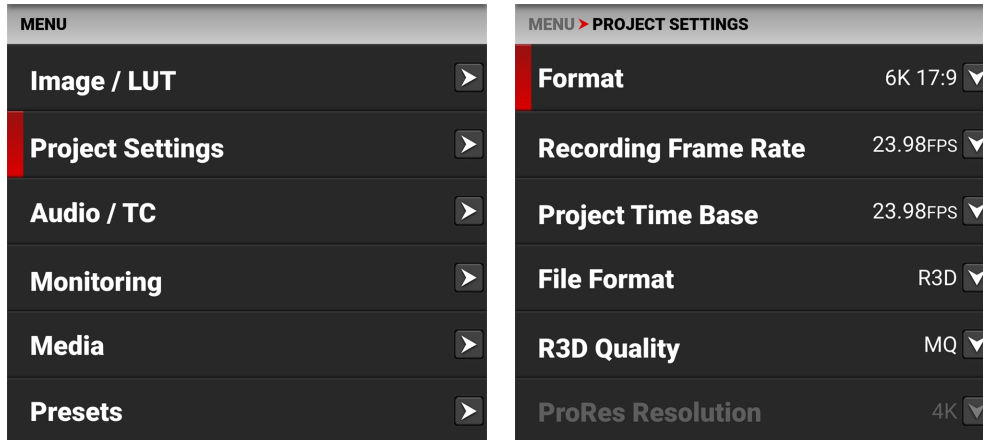 MENU
Image / LUT
Project Settings
Audio / TC
Monitoring
Media
Presets
MENU > PROJECT SETTINGS
Format 6K 17:9
Recording Frame Rate 23.98FPS
Project Time Base 23.98FPS
File Format R3D
R3D Quality MQ
ProRes Resolution 4K